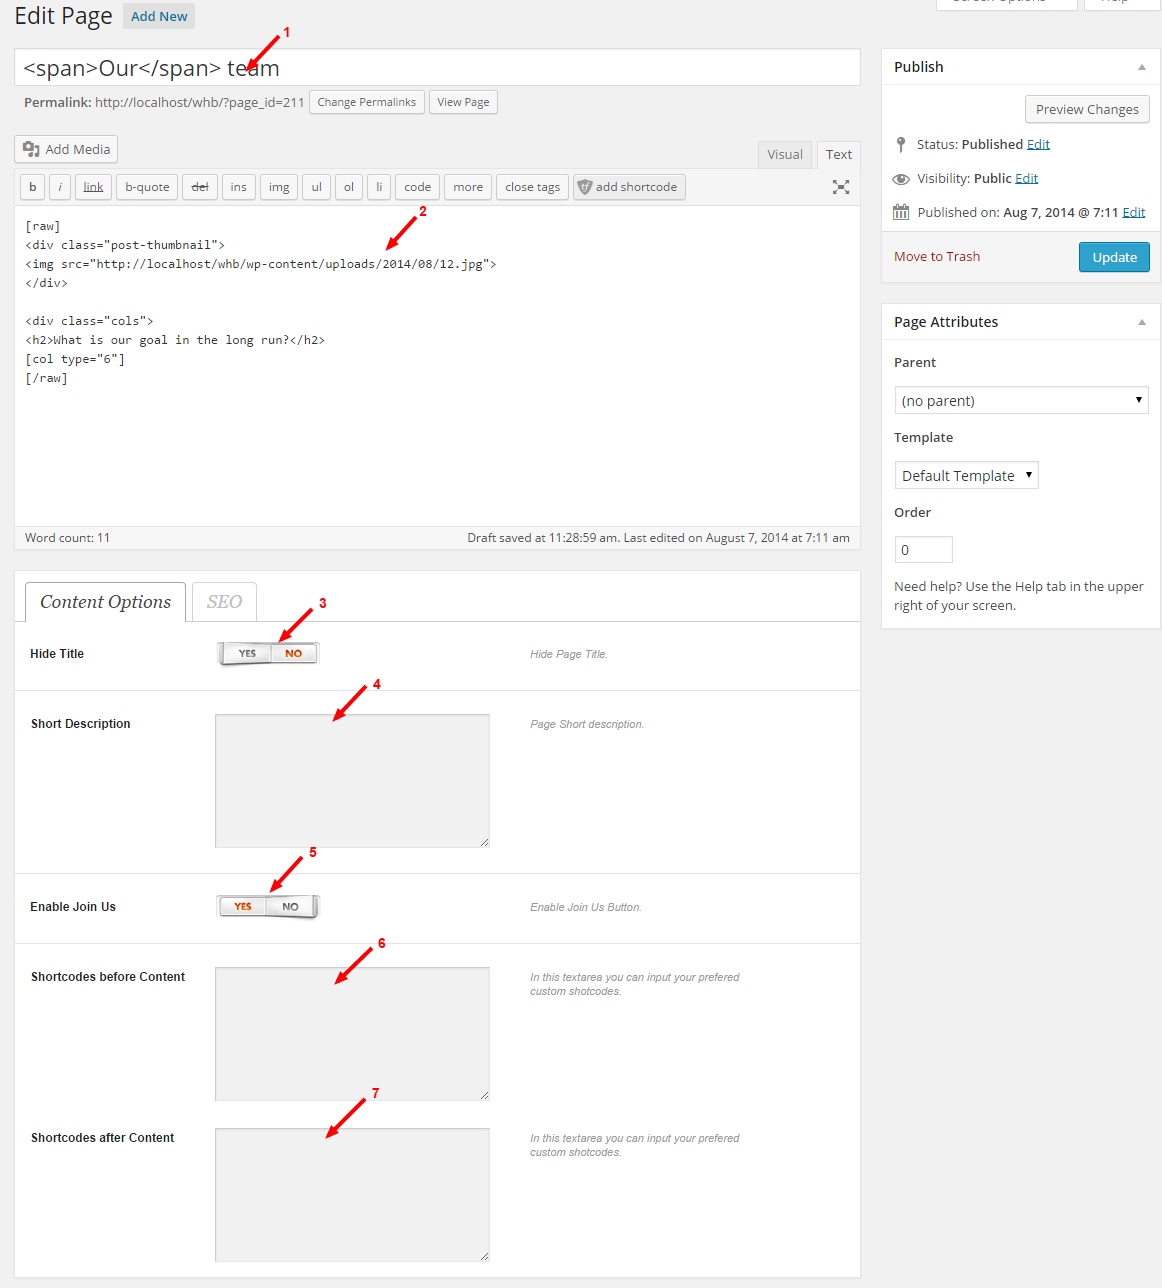 Edit Page Add New
1
<span>Our</span> team
Permalink: http://localhost/whb/?page_id=211 Change Permalinks View Page
Add Media
Visual Text
b i link b-quote del ins img ul ol li code more close tags add shortcode
2
[raw]
<div class="post-thumbnail">
<img src="http://localhost/whb/wp-content/uploads/2014/08/12.jpg">
</div>
<div class="cols">
<h2>What is our goal in the long run?</h2>
[col type="6"]
[/raw]
Word count: 11 Draft saved at 11:28:59 am. Last edited on August 7, 2014 at 7:11 am
Content Options SEO
3
Hide Title YES NO Hide Page Title.
4
Short Description Page Short description.
5
Enable Join Us YES NO Enable Join Us Button.
6
Shortcodes before Content In this textarea you can input your prefered
custom shotcodes.
7
Shortcodes after Content In this textarea you can input your prefered
custom shotcodes.
Publish
Preview Changes
Status: Published Edit
Visibility: Public Edit
Published on: Aug 7, 2014 @ 7:11 Edit
Move to Trash Update
Page Attributes
Parent
(no parent)
Template
Default Template
Order
0
Need help? Use the Help tab in the upper
right of your screen.